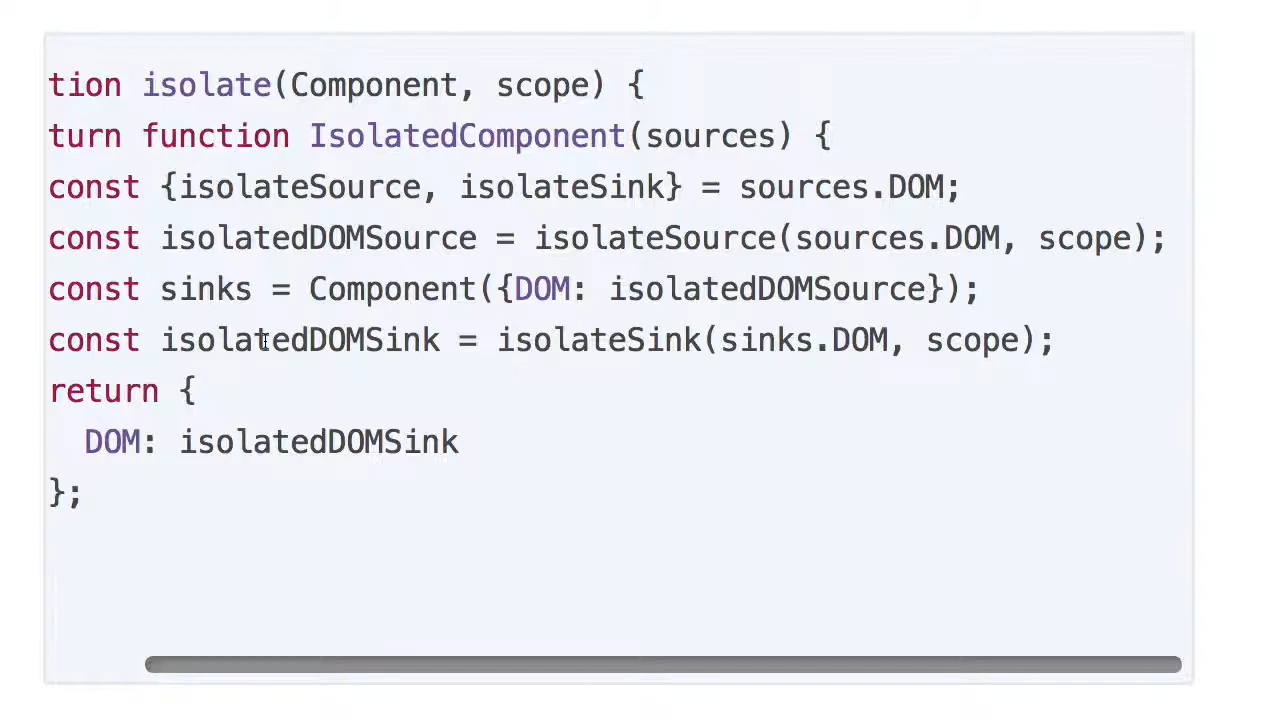 tion isolate(Component, scope) {
turn function IsolatedComponent(sources) {
const {isolateSource, isolateSink} = sources.DOM;
const isolatedDOMSource = isolateSource(sources.DOM, scope);
const sinks = Component({DOM: isolatedDOMSource});
const isolatedDOMSink = isolateSink(sinks.DOM, scope);
return {
DOM: isolatedDOMSink
};